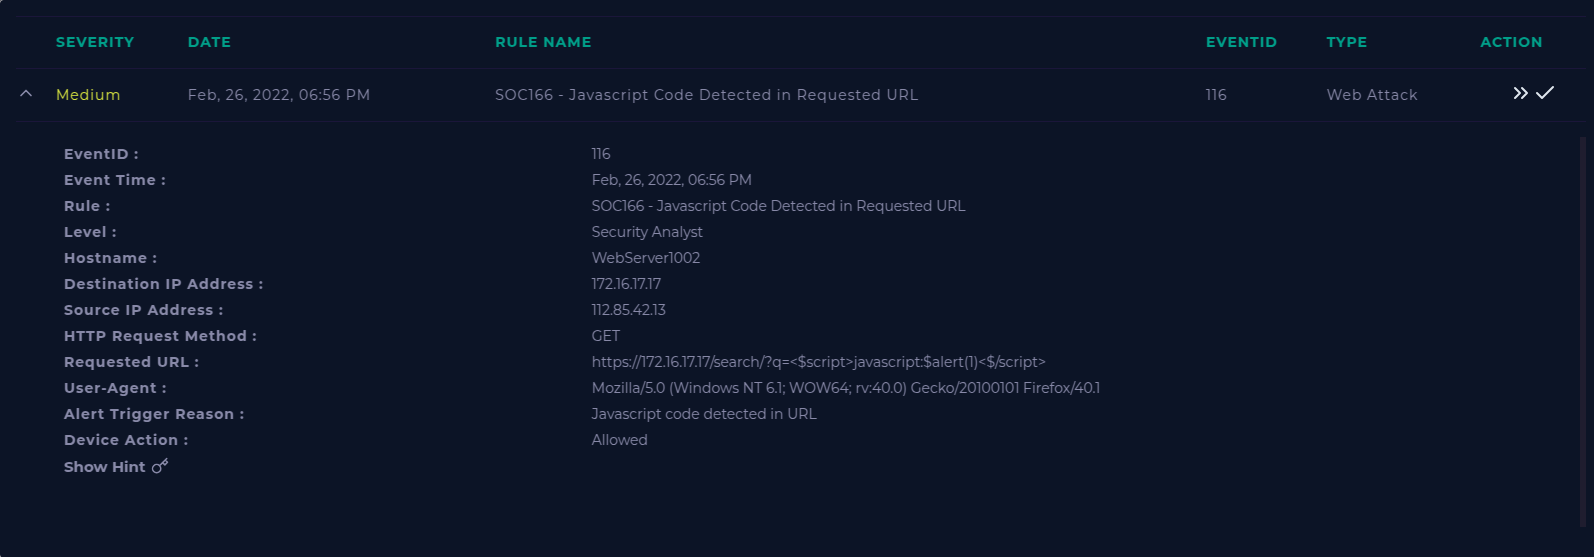 SEVERITY DATE RULE NAME EVENTID TYPE ACTION
Medium Feb, 26, 2022, 06:56 PM SOC166 - Javascript Code Detected in Requested URL 116 Web Attack
EventID : 116
Event Time : Feb, 26, 2022, 06:56 PM
Rule : SOC166 - Javascript Code Detected in Requested URL
Level : Security Analyst
Hostname : WebServer1002
Destination IP Address : 172.16.17.17
Source IP Address : 112.85.42.13
HTTP Request Method : GET
Requested URL : https://172.16.17.17/search/?q=<$script>javascript:$alert(1)<$/script>
User-Agent : Mozilla/5.0 (Windows NT 6.1; WOW64; rv:40.0) Gecko/20100101 Firefox/40.1
Alert Trigger Reason : Javascript code detected in URL
Device Action : Allowed
Show Hint